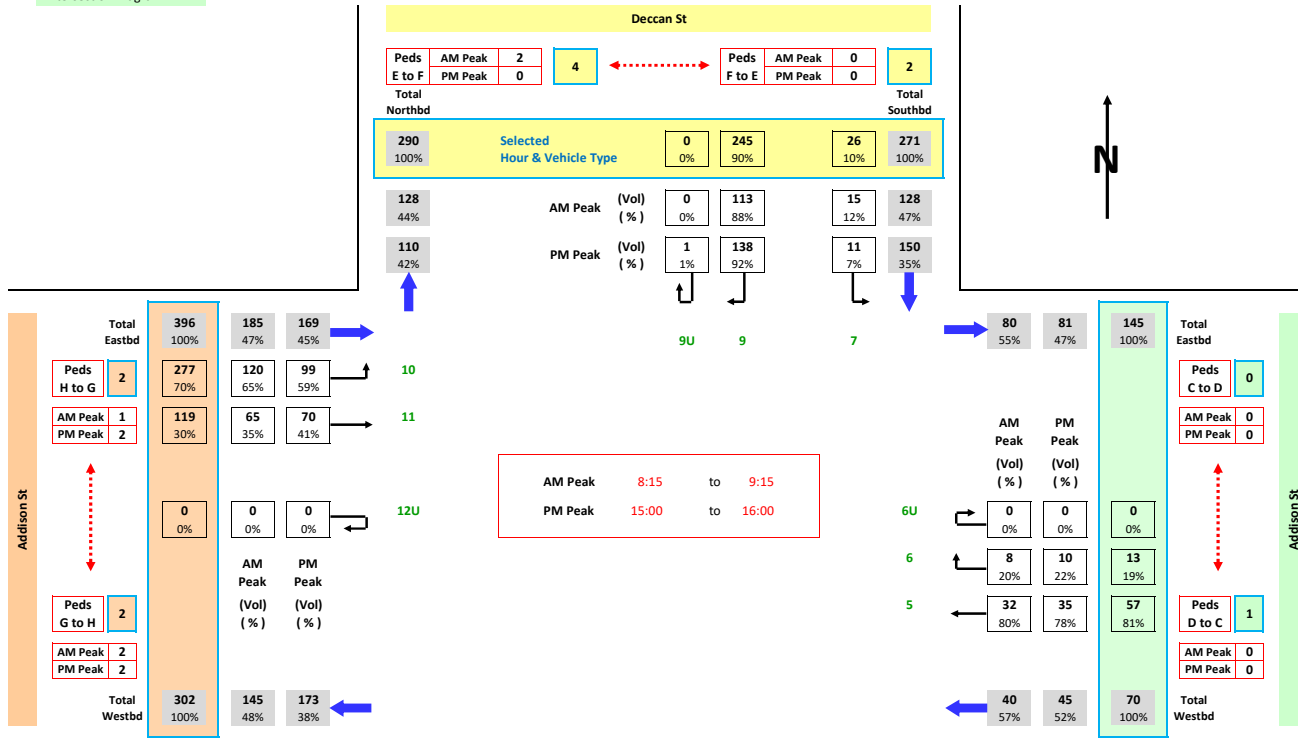 Deccan St
Peds AM Peak 2 4 Peds AM Peak 0 2
E to F PM Peak 0 F to E PM Peak 0
Total Total
Northbd Southbd
290 Selected 0 245 26 271
100% Hour & Vehicle Type 0% 90% 10% 100%
128 AM Peak (Vol) 0 113 15 128
44% ( % ) 0% 88% 12% 47%
110 PM Peak (Vol) 1 138 11 150
42% ( % ) 1% 92% 7% 35%
N
Total 396 185 169
Eastbd 100% 47% 45%
9U 9 7
80 81 145 Total
55% 47% 100% Eastbd
Peds 2 277 120 99 10
H to G 70% 65% 59%
AM Peak 1 119 65 70 11
PM Peak 2 30% 35% 41%
Peds 0
C to D
AM Peak 0
PM Peak 0
Addison St
0 0 0 12U
0% 0% 0%
AM PM
Peak Peak
(Vol) (Vol)
( % ) ( % )
Peds 2
G to H
AM Peak 2
PM Peak 2
Total 302 145 173
Westbd 100% 48% 38%
AM Peak 8:15 to 9:15
PM Peak 15:00 to 16:00
AM PM
Peak Peak
(Vol) (Vol)
( % ) ( % )
6U 0 0 0
0% 0% 0%
6 8 10 13
20% 22% 19%
5 32 35 57
80% 78% 81%
Peds 1
D to C
AM Peak 0
PM Peak 0
40 45 70 Total
57% 52% 100% Westbd
Addison St